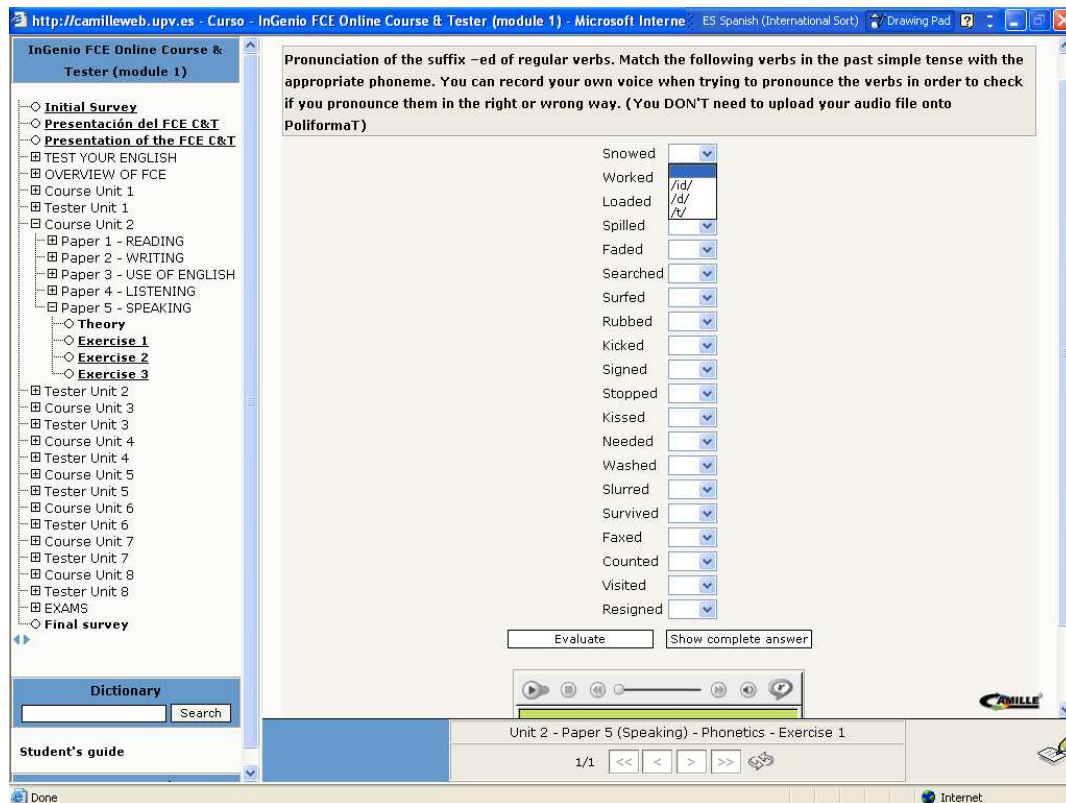 http://camilleweb.upv.es - Curso - InGenio FCE Online Course & Tester (module 1) - Microsoft Interne
ES Spanish (International Sort)
Drawing Pad
InGenio FCE Online Course &
Tester (module 1)
Initial Survey
Presentación del FCE C&T
Presentation of the FCE C&T
TEST YOUR ENGLISH
OVERVIEW OF FCE
Course Unit 1
Tester Unit 1
Course Unit 2
Paper 1 - READING
Paper 2 - WRITING
Paper 3 - USE OF ENGLISH
Paper 4 - LISTENING
Paper 5 - SPEAKING
Theory
Exercise 1
Exercise 2
Exercise 3
Tester Unit 2
Course Unit 3
Tester Unit 3
Course Unit 4
Tester Unit 4
Course Unit 5
Tester Unit 5
Course Unit 6
Tester Unit 6
Course Unit 7
Tester Unit 7
Course Unit 8
Tester Unit 8
EXAMS
Final survey
Dictionary
Search
Student's guide
Pronunciation of the suffix –ed of regular verbs. Match the following verbs in the past simple tense with the
appropriate phoneme. You can record your own voice when trying to pronounce the verbs in order to check
if you pronounce them in the right or wrong way. (You DON'T need to upload your audio file onto
PoliformaT)
Snowed
Worked
/id/
Loaded
/d/
/t/
Spilled
Faded
Searched
Surfed
Rubbed
Kicked
Signed
Stopped
Kissed
Needed
Washed
Slurred
Survived
Faxed
Counted
Visited
Resigned
Evaluate
Show complete answer
CAMILLE
Unit 2 - Paper 5 (Speaking) - Phonetics - Exercise 1
1/1 << < > >>
Done
Internet